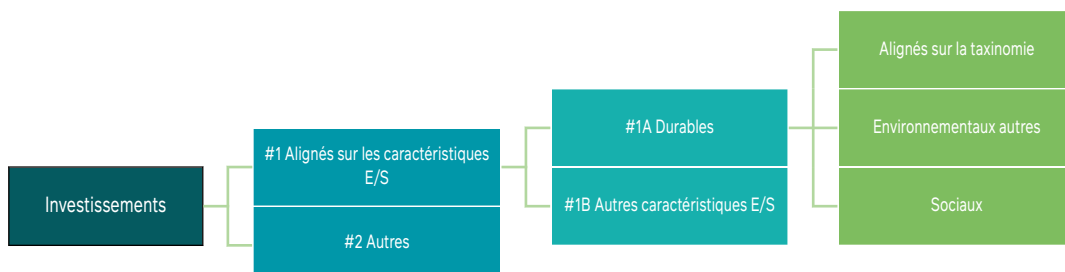 Investissements
#1 Alignés sur les caractéristiques
E/S
#2 Autres
#1A Durables
#1B Autres caractéristiques E/S
Alignés sur la taxinomie
Environnementaux autres
Sociaux